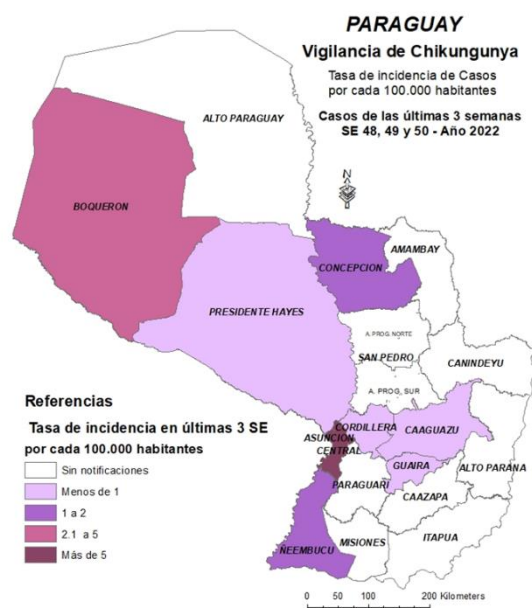 PARAGUAY
Vigilancia de Chikungunya
Tasa de incidencia de Casos
por cada 100.000 habitantes
Casos de las últimas 3 semanas
SE 48, 49 y 50 - Año 2022
N
ALTO PARAGUAY
BOQUERON
AMAMBAY
CONCEPCION
PRESIDENTE HAYES
A. PROG. NORTE
SAN PEDRO
CANINDEYU
A. PROG. SUR
Referencias
Tasa de incidencia en últimas 3 SE
por cada 100.000 habitantes
Sin notificaciones
Menos de 1
1 a 2
2.1 a 5
Más de 5
CORDILLERA
ASUNCION
CAAGUAZU
CENTRAL
GUAIRA
ALTO PARANA
PARAGUARI
CAAZAPA
ÑEEMBUCU
MISIONES
ITAPUA
0 50 100 200 Kilometers